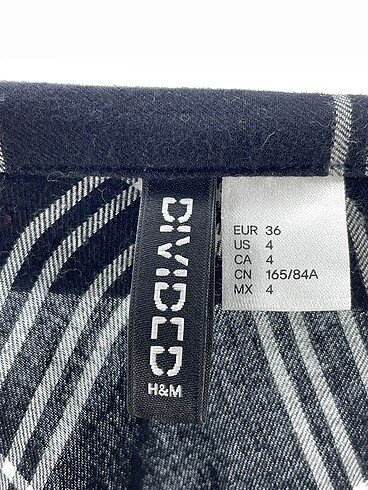 DIVIDED
H&M
EUR 36
US 4
CA 4
CN 165/84A
MX 4